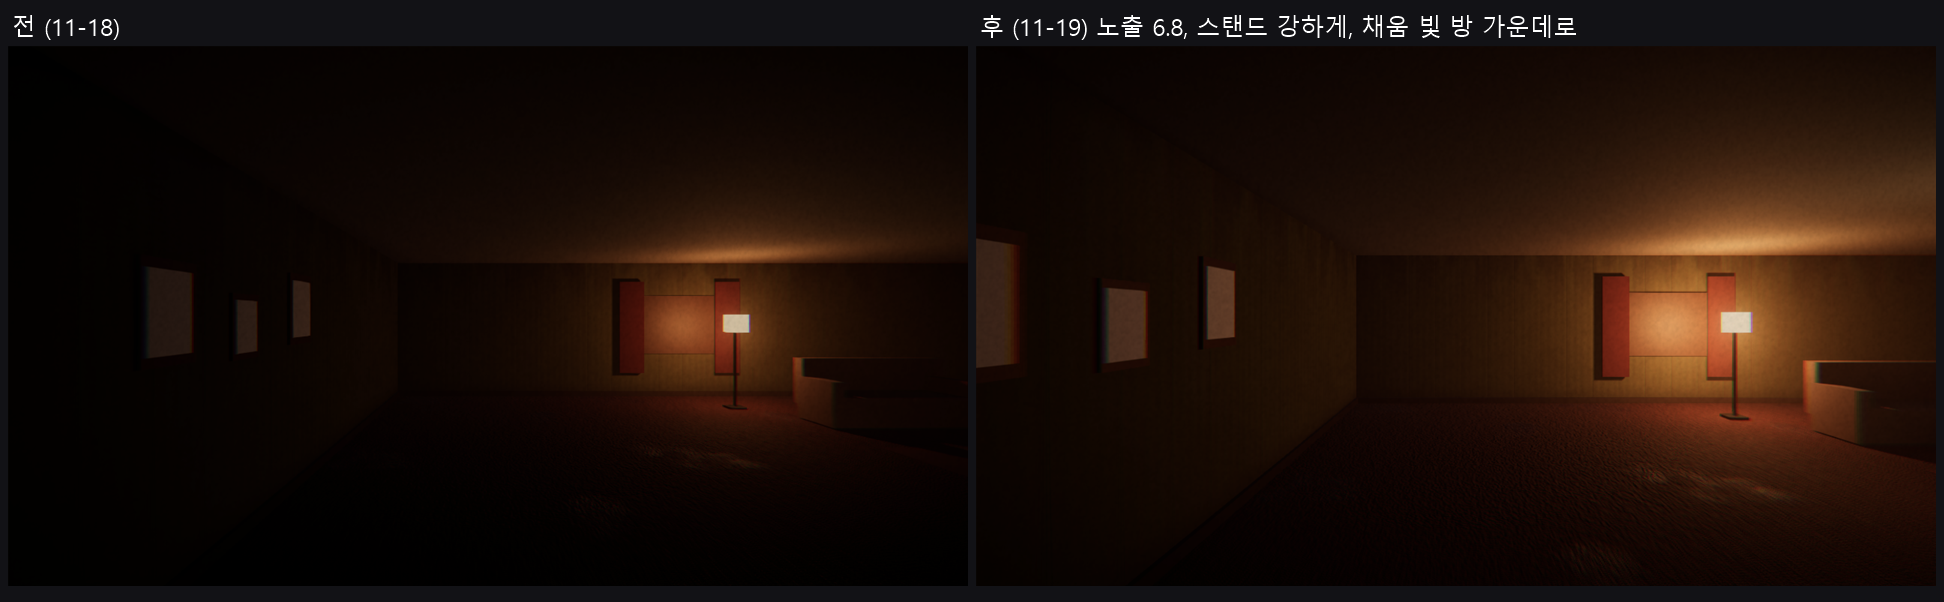 전 (11-18)
후 (11-19) 노출 6.8, 스탠드 강하게, 채움 빛 방 가운데로